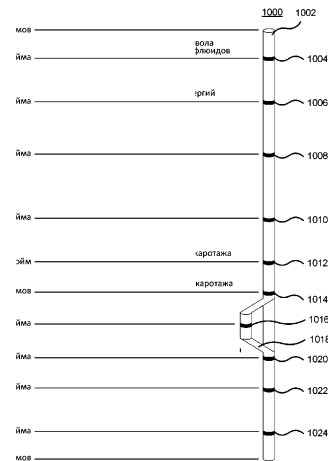 1000
1002
мов
вола
флюидов
йма
1004
ергий
йма
1006
йма
1008
йма
1010
каротажа
ойм
1012
каротажа
мов
1014
йма
1016
1018
йма
1020
йма
1022
йма
1024
мов